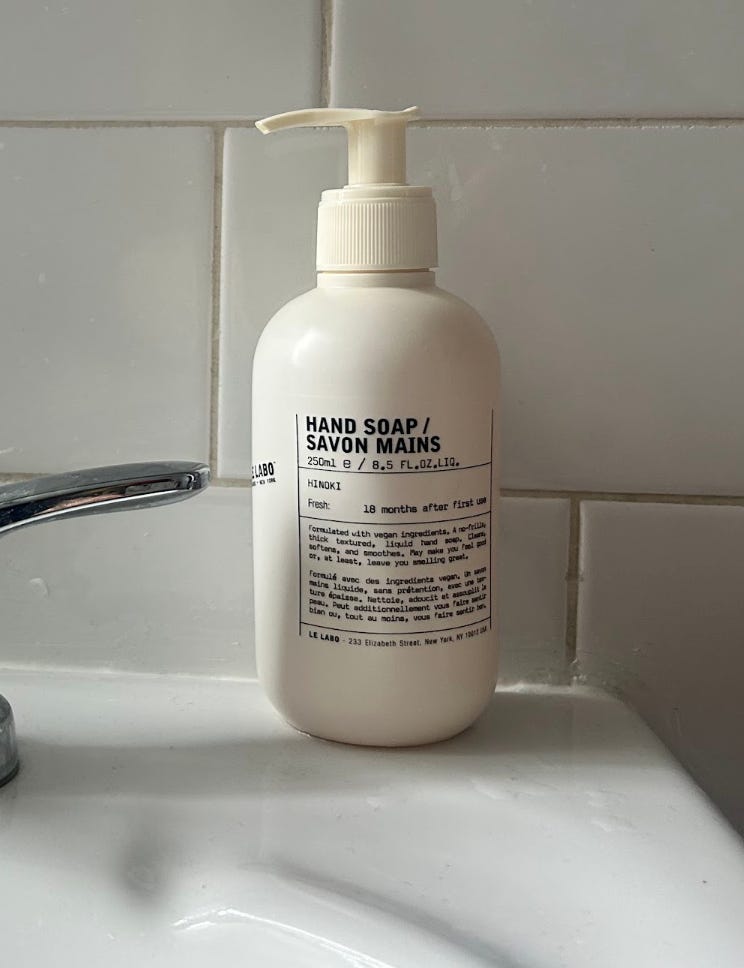 HAND SOAP /
SAVON MAINS
250ml ℮ / 8.5 FL.OZ.LIQ.
LE LABO
NEW YORK
HINOKI
Fresh: 18 months after first use
Formulated with vegan ingredients. A no-frills,
thick textured, liquid hand soap. Cleans,
softens, and smoothes. May make you feel good
or, at least, leave you smelling great.
Formulé avec des ingredients vegan. Un savon
mains liquide, sans prétention, avec une tex-
ture épaisse. Nettoie, adoucit et assouplit la
peau. Peut additionnellement vous faire sentir
bien ou, tout au moins, vous faire sentir bon.
LE LABO - 233 Elizabeth Street, New York, NY 10012 USA